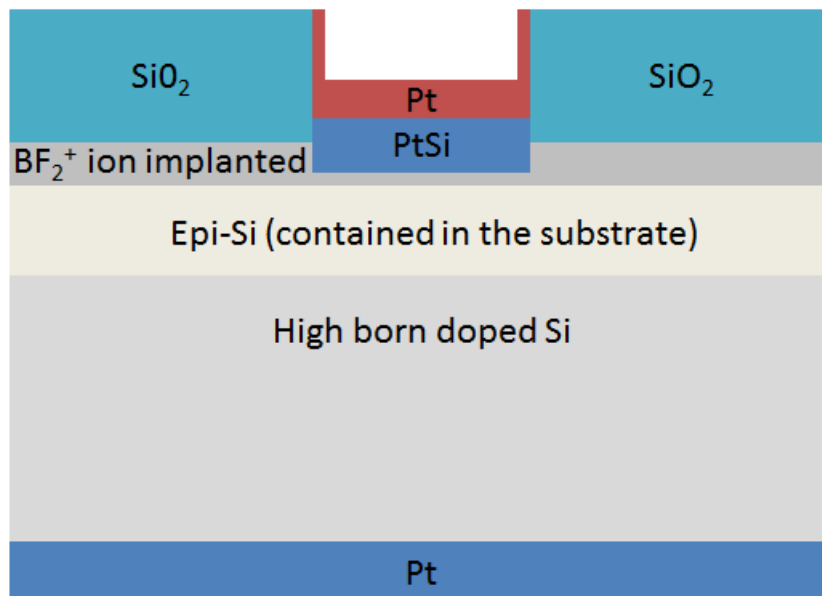 Si0₂
SiO₂
Pt
PtSi
BF₂⁺ ion implanted
Epi-Si (contained in the substrate)
High born doped Si
Pt